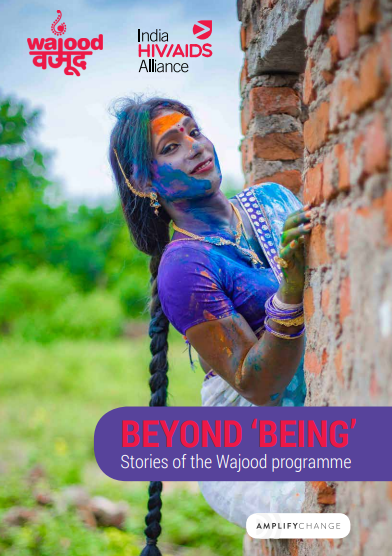 wajood
वजूद
India
HIV/AIDS
Alliance
BEYOND 'BEING'
Stories of the Wajood programme
AMPLIFYCHANGE